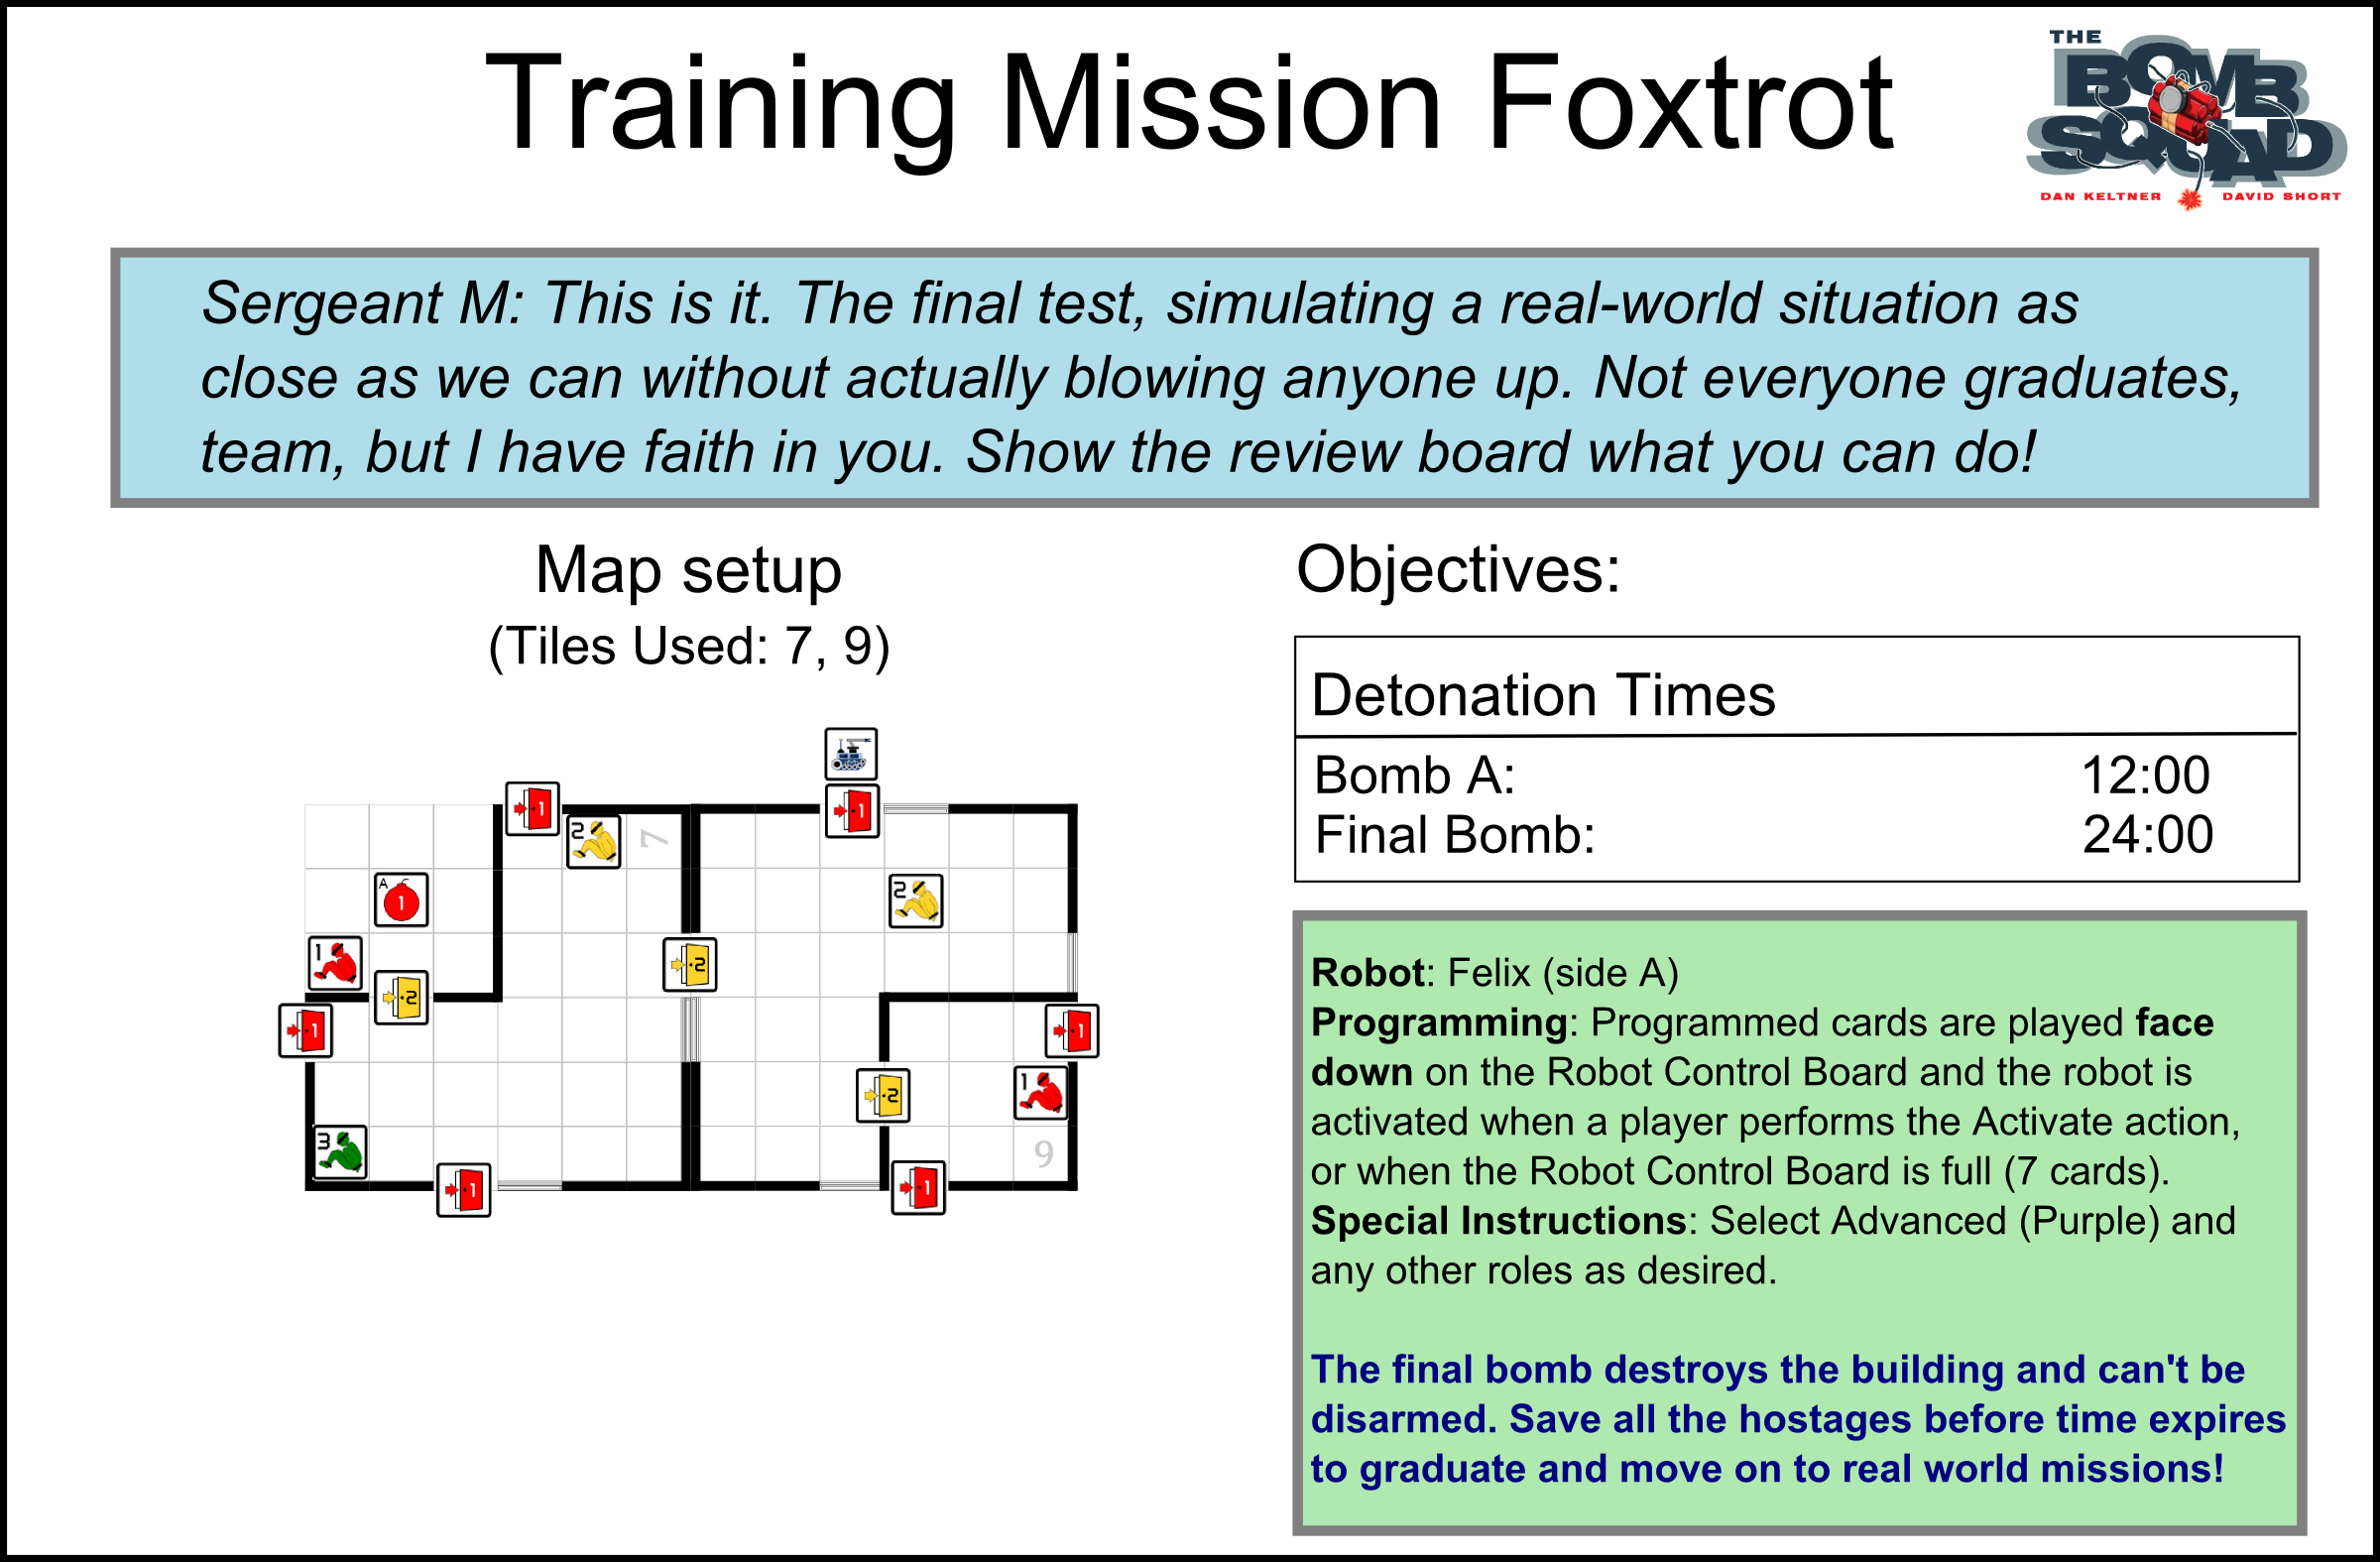 Training Mission Foxtrot
THE
BOMB
SQUAD
DAN KELTNER DAVID SHORT
Sergeant M: This is it. The final test, simulating a real-world situation as
close as we can without actually blowing anyone up. Not everyone graduates,
team, but I have faith in you. Show the review board what you can do!
Map setup
(Tiles Used: 7, 9)
1
1
2
7
A
1
2
1
2
2
1
1
2
1
3
9
1
1
Objectives:
Detonation Times
Bomb A: 12:00
Final Bomb: 24:00
Robot: Felix (side A)
Programming: Programmed cards are played face
down on the Robot Control Board and the robot is
activated when a player performs the Activate action,
or when the Robot Control Board is full (7 cards).
Special Instructions: Select Advanced (Purple) and
any other roles as desired.
The final bomb destroys the building and can't be
disarmed. Save all the hostages before time expires
to graduate and move on to real world missions!